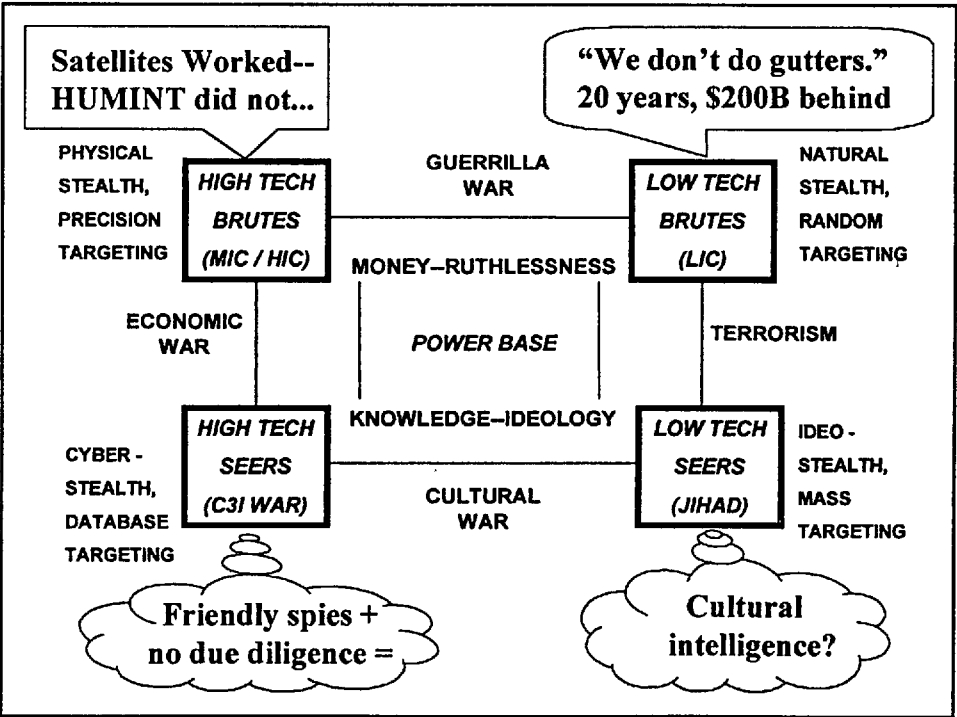 Satellites Worked--
HUMINT did not...
“We don’t do gutters.”
20 years, $200B behind
PHYSICAL
STEALTH,
PRECISION
TARGETING
HIGH TECH
BRUTES
(MIC / HIC)
GUERRILLA
WAR
LOW TECH
BRUTES
(LIC)
NATURAL
STEALTH,
RANDOM
TARGETING
MONEY--RUTHLESSNESS
ECONOMIC
WAR
POWER BASE
TERRORISM
KNOWLEDGE--IDEOLOGY
CYBER -
STEALTH,
DATABASE
TARGETING
HIGH TECH
SEERS
(C3I WAR)
CULTURAL
WAR
LOW TECH
SEERS
(JIHAD)
IDEO -
STEALTH,
MASS
TARGETING
Friendly spies +
no due diligence =
Cultural
intelligence?